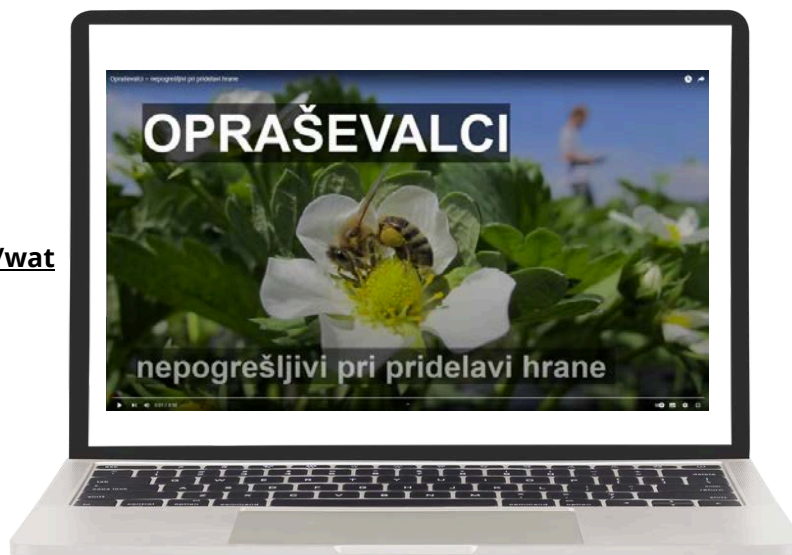 Opraševalci – nepogrešljivi pri pridelavi hrane
OPRAŠEVALCI
/wat
nepogrešljivi pri pridelavi hrane